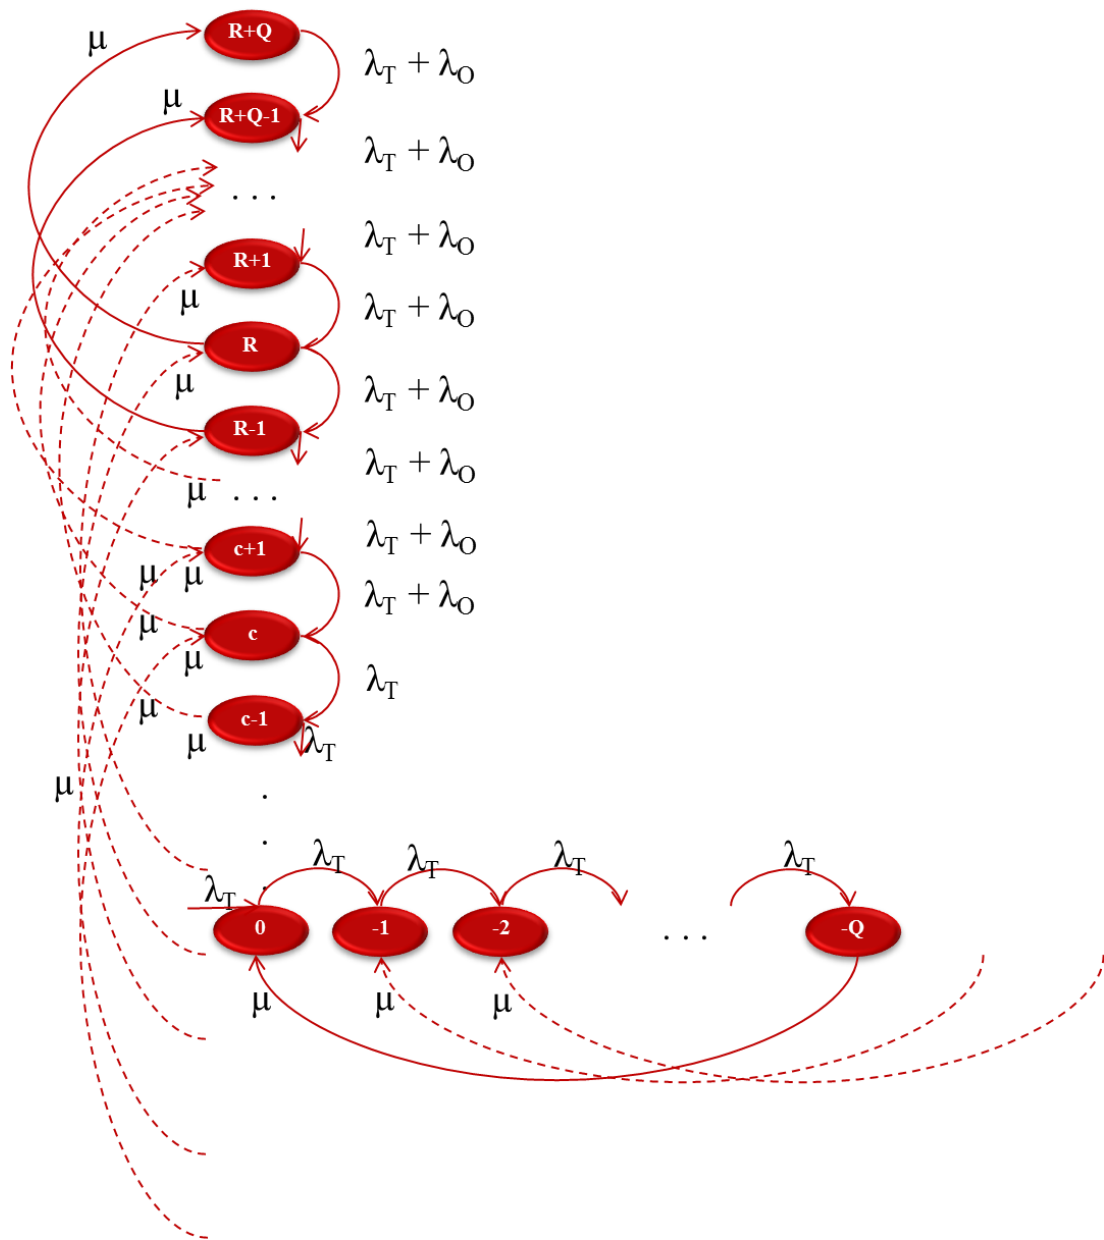 R+Q
μ
λT + λO
μ
R+Q-1
λT + λO
. . .
λT + λO
R+1
μ
λT + λO
R
μ
λT + λO
R-1
λT + λO
μ
. . .
λT + λO
c+1
μ μ
λT + λO
μ
c
μ
λT
μ
c-1
μ
λT
μ
.
.
.
λT λT λT λT
λT
0 -1 -2 . . . -Q
μ μ μ